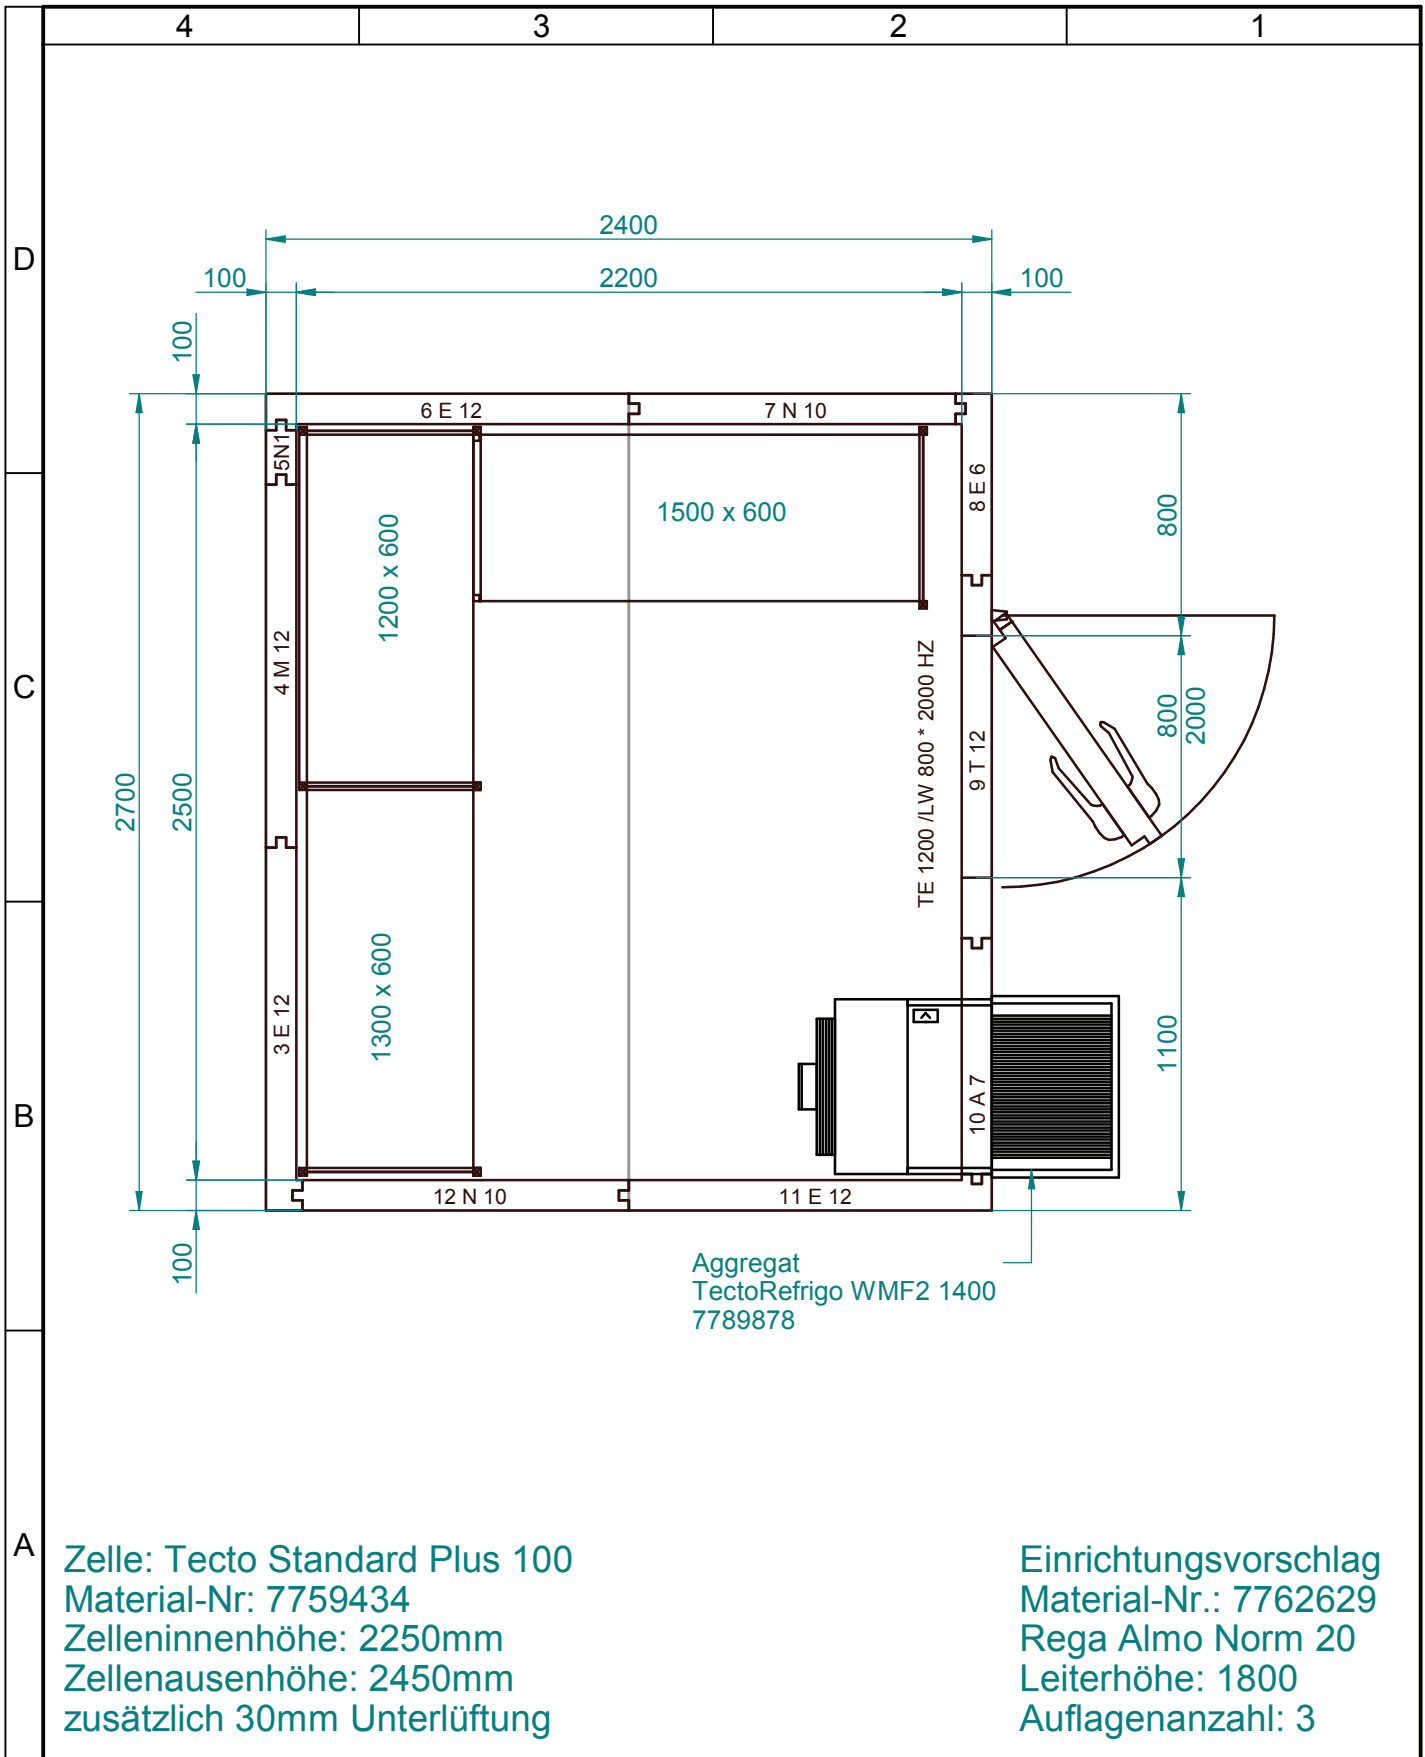 4 3 2 1
D
C
B
A
2400
100 2200 100
100
6 E 12 7 N 10
5N1
8 E 6
1500 x 600
1200 x 600
800
4 M 12
TE 1200 /LW 800 * 2000 HZ
9 T 12
800
2000
2700
2500
3 E 12
1300 x 600
10 A 7
1100
12 N 10 11 E 12
100
Aggregat
TectoRefrigo WMF2 1400
7789878
Zelle: Tecto Standard Plus 100
Material-Nr: 7759434
Zelleninnenhöhe: 2250mm
Zellenausenhöhe: 2450mm
zusätzlich 30mm Unterlüftung
Einrichtungsvorschlag
Material-Nr.: 7762629
Rega Almo Norm 20
Leiterhöhe: 1800
Auflagenanzahl: 3